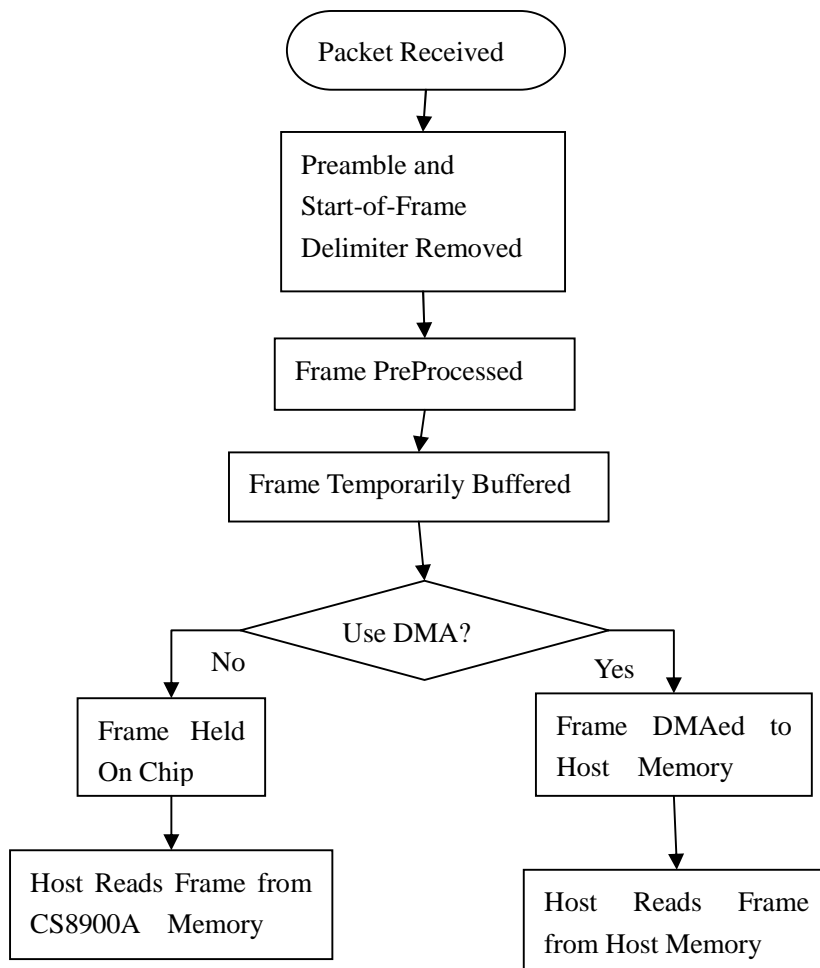 Packet Received
Preamble and
Start-of-Frame
Delimiter Removed
Frame PreProcessed
Frame Temporarily Buffered
Use DMA?
No
Yes
Frame Held
On Chip
Frame DMAed to
Host Memory
Host Reads Frame from
CS8900A Memory
Host Reads Frame
from Host Memory